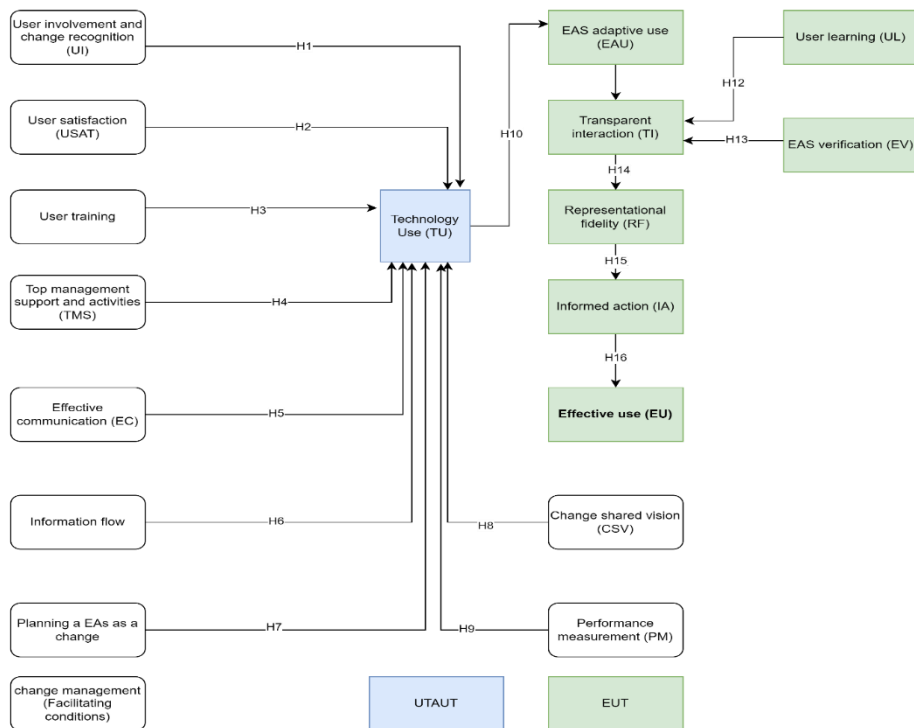 User involvement and
change recognition
(UI)
H1
EAS adaptive use
(EAU)
User learning (UL)
H12
User satisfaction
(USAT)
H2
H10
Transparent
interaction (TI)
H13
EAS verification (EV)
H14
User training
H3
Technology
Use (TU)
Representational
fidelity (RF)
H15
Top management
support and activities
(TMS)
H4
Informed action (IA)
H16
Effective
communication (EC)
H5
Effective use (EU)
Information flow
H6
H8
Change shared vision
(CSV)
Planning a EAs as a
change
H7
H9
Performance
measurement (PM)
change management
(Facilitating
conditions)
UTAUT
EUT